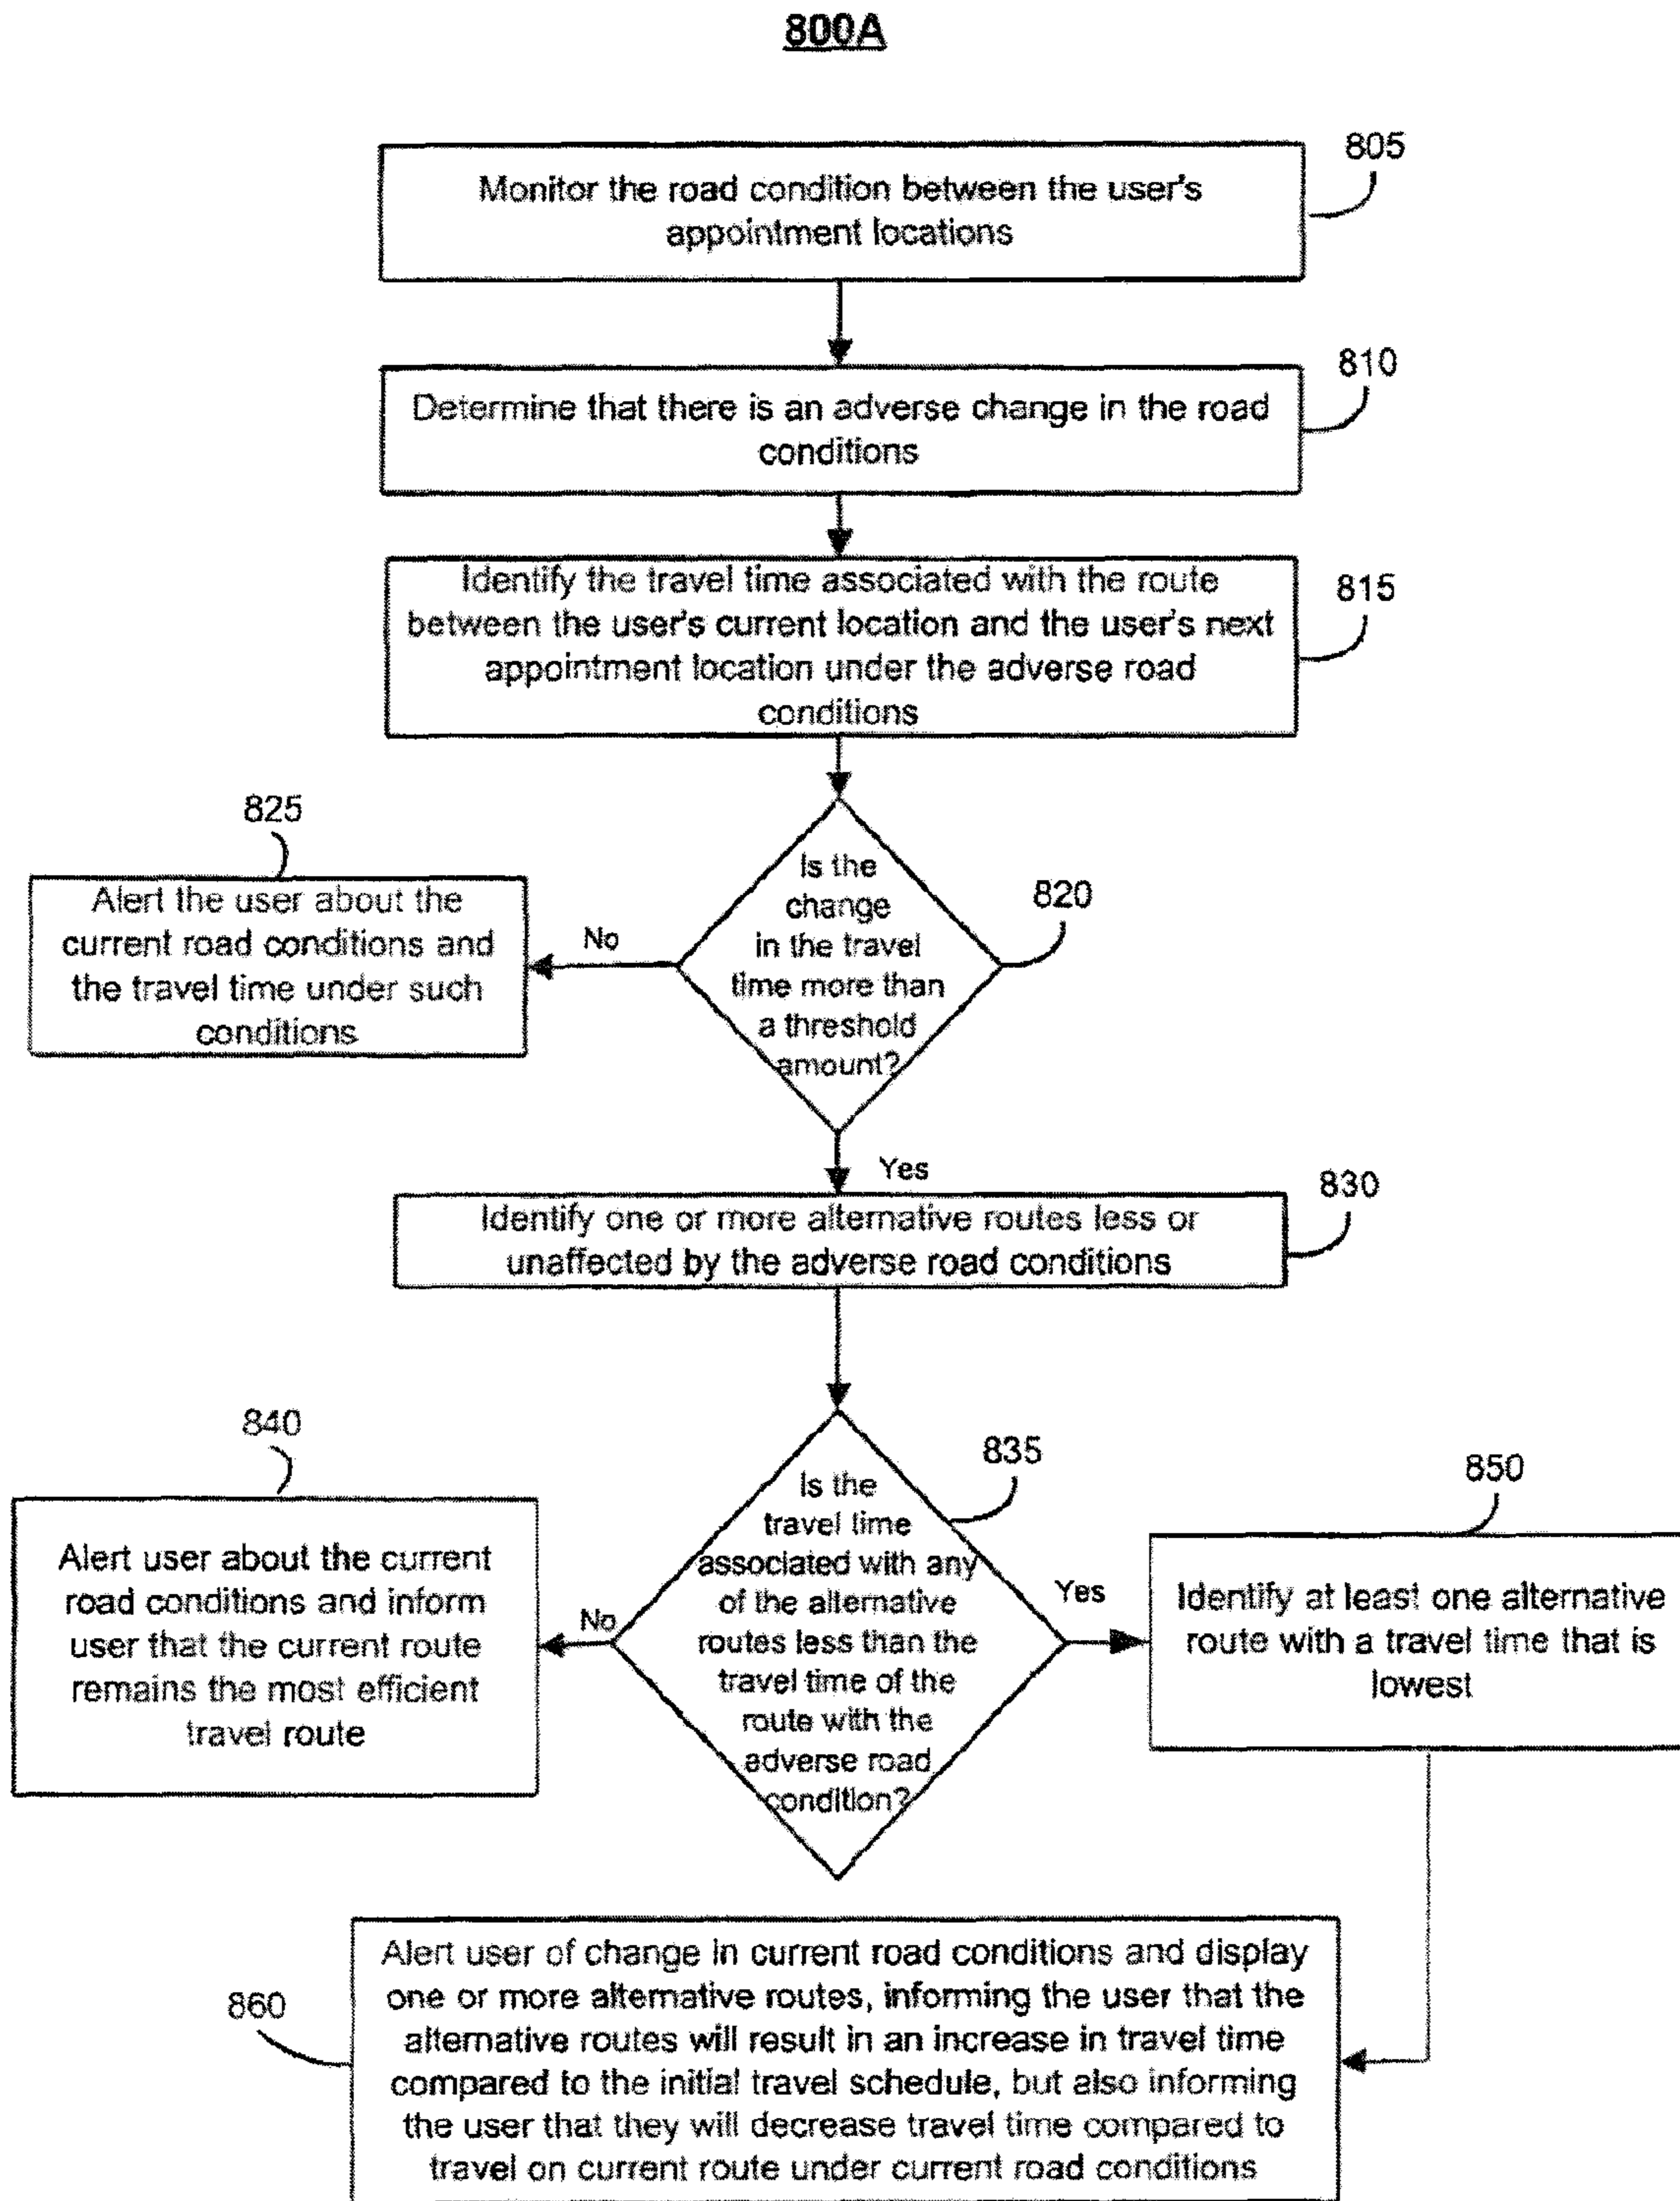 800A
805
Monitor the road condition between the user's
appointment locations
810
Determine that there is an adverse change in the road
conditions
815
Identify the travel time associated with the route
between the user's current location and the user's next
appointment location under the adverse road
conditions
820
Is the
change
in the travel
time more than
a threshold
amount?
No
825
Alert the user about the
current road conditions and
the travel time under such
conditions
Yes
830
Identify one or more alternative routes less or
unaffected by the adverse road conditions
835
Is the
travel time
associated with any
of the alternative
routes less than the
travel time of the
route with the
adverse road
condition?
No
840
Alert user about the current
road conditions and inform
user that the current route
remains the most efficient
travel route
Yes
850
Identify at least one alternative
route with a travel time that is
lowest
860
Alert user of change in current road conditions and display
one or more alternative routes, informing the user that the
alternative routes will result in an increase in travel time
compared to the initial travel schedule, but also informing
the user that they will decrease travel time compared to
travel on current route under current road conditions